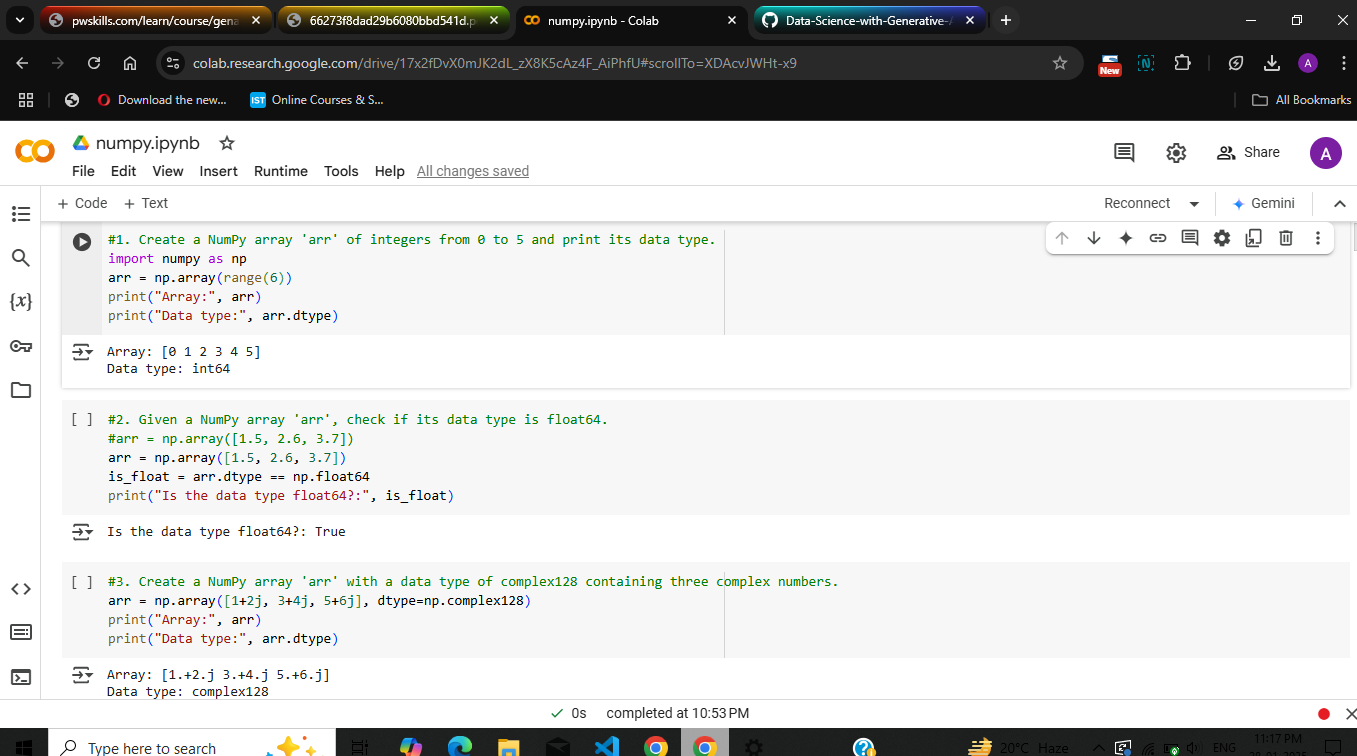 pwskills.com/learn/course/gena
66273f8dad29b6080bbd541d.p
numpy.ipynb - Colab
Data-Science-with-Generative-A
colab.research.google.com/drive/17x2fDvX0mJK2dL_zX8K5cAz4F_AiPhfU#scrollTo=XDAcvJWHt-x9
New
N
A
Download the new...
IST
Online Courses & S...
All Bookmarks
numpy.ipynb
File Edit View Insert Runtime Tools Help All changes saved
Share
A
+ Code + Text
Reconnect
Gemini
{x}
#1. Create a NumPy array 'arr' of integers from 0 to 5 and print its data type.
import numpy as np
arr = np.array(range(6))
print("Array:", arr)
print("Data type:", arr.dtype)
Array: [0 1 2 3 4 5]
Data type: int64
[ ] #2. Given a NumPy array 'arr', check if its data type is float64.
#arr = np.array([1.5, 2.6, 3.7])
arr = np.array([1.5, 2.6, 3.7])
is_float = arr.dtype == np.float64
print("Is the data type float64?:", is_float)
Is the data type float64?: True
[ ] #3. Create a NumPy array 'arr' with a data type of complex128 containing three complex numbers.
arr = np.array([1+2j, 3+4j, 5+6j], dtype=np.complex128)
print("Array:", arr)
print("Data type:", arr.dtype)
Array: [1.+2.j 3.+4.j 5.+6.j]
Data type: complex128
0s completed at 10:53 PM
Type here to search
20°C Haze
ENG
11:17 PM